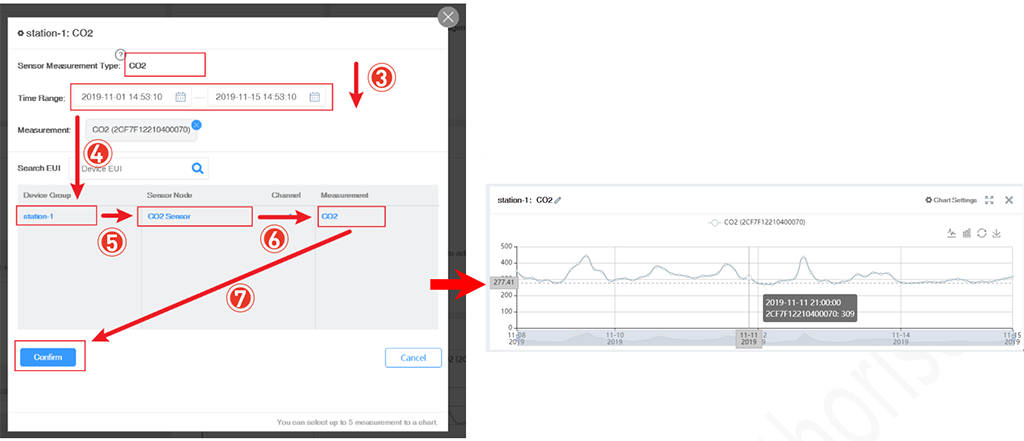 station-1: CO2
?
Sensor Measurement Type: CO2
③
Time Range: 2019-11-01 14:53:10 — 2019-11-15 14:53:10
Measurement: CO2 (2CF7F12210400070)
④
Search EUI Device EUI
Device Group Sensor Node Channel Measurement
station-1 CO2 Sensor CO2
⑤ ⑥
⑦
Confirm Cancel
You can select up to 5 measurement to a chart.
station-1: CO2 Chart Settings
CO2 (2CF7F12210400070)
500
400
300
277.41
200
100
0
2019-11-11 21:00:00
2CF7F12210400070: 309
11-08 2019
11-10 2019
11-11 2019
11-14 2019
11-15 2019